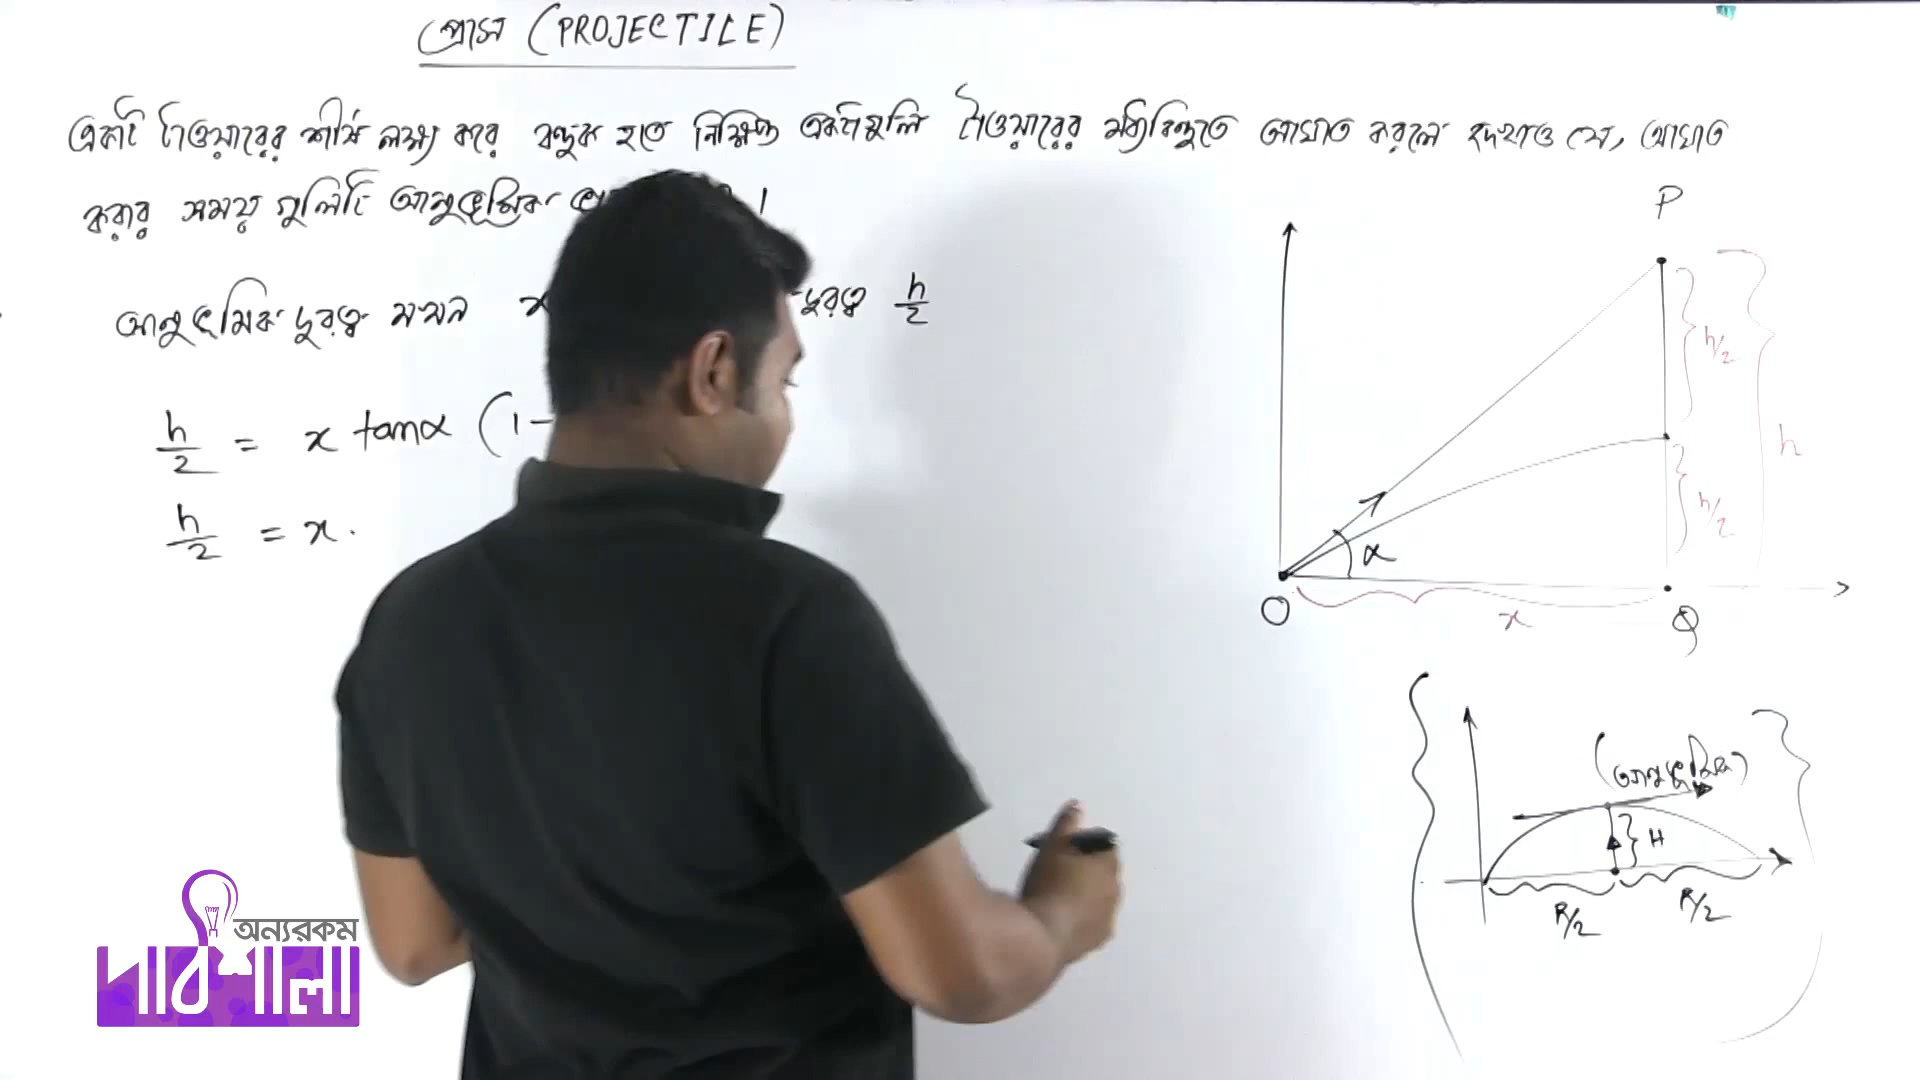 প্রাস (PROJECTILE)
একটি টাওয়ারের শীর্ষ লক্ষ্য করে বন্দুক হতে নিক্ষিপ্ত একটি গুলি টাওয়ারের মধ্যবিন্দুতে আঘাত করলে দেখাও যে, আঘাত
করার সময় গুলিটি আনুভূমিক
আনুভূমিক দূরত্ব যখন x দূরত্ব h/2
h/2 = x tanα (1-
h/2 = x.
P
h/2
h
h/2
α
O
x
Q
(আনুভূমিক)
H
R/2
R/2
অন্যরকম
পাঠশালা